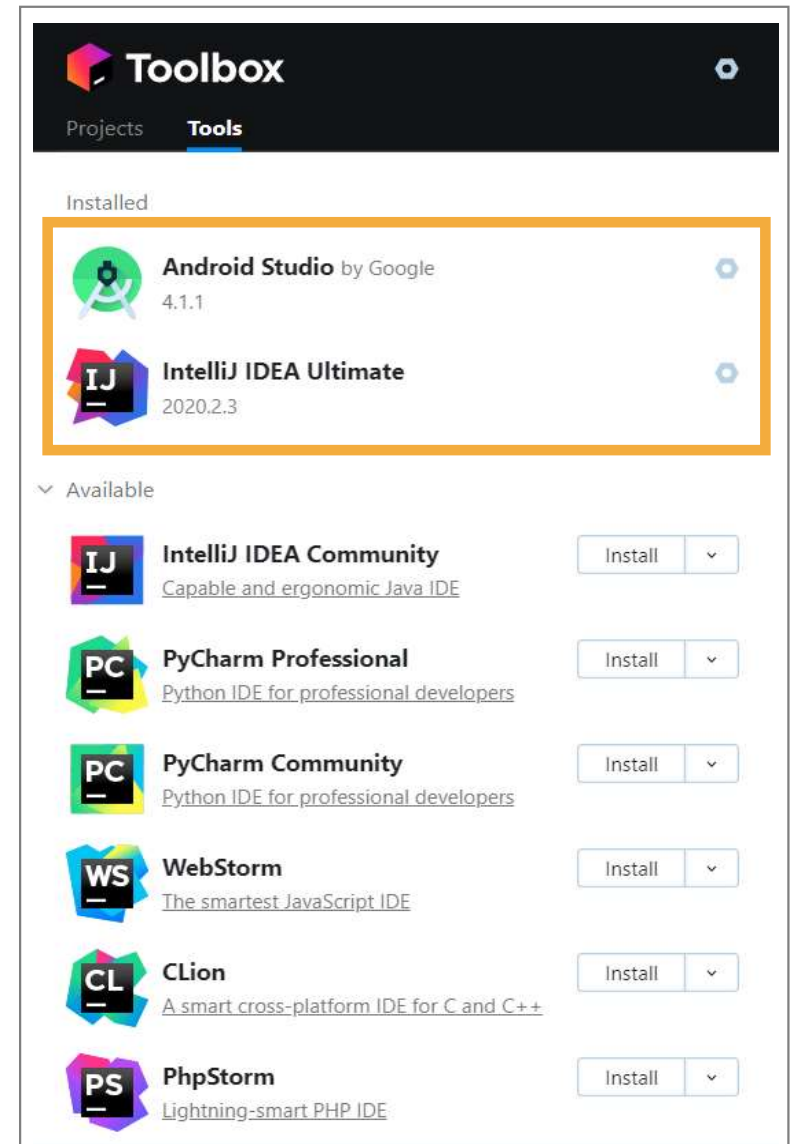 Toolbox
Projects Tools
Installed
Android Studio by Google
4.1.1
IJ
IntelliJ IDEA Ultimate
2020.2.3
Available
IJ
IntelliJ IDEA Community Install
Capable and ergonomic Java IDE
PC
PyCharm Professional Install
Python IDE for professional developers
PC
PyCharm Community Install
Python IDE for professional developers
WS
WebStorm Install
The smartest JavaScript IDE
CL
CLion Install
A smart cross-platform IDE for C and C++
PS
PhpStorm Install
Lightning-smart PHP IDE